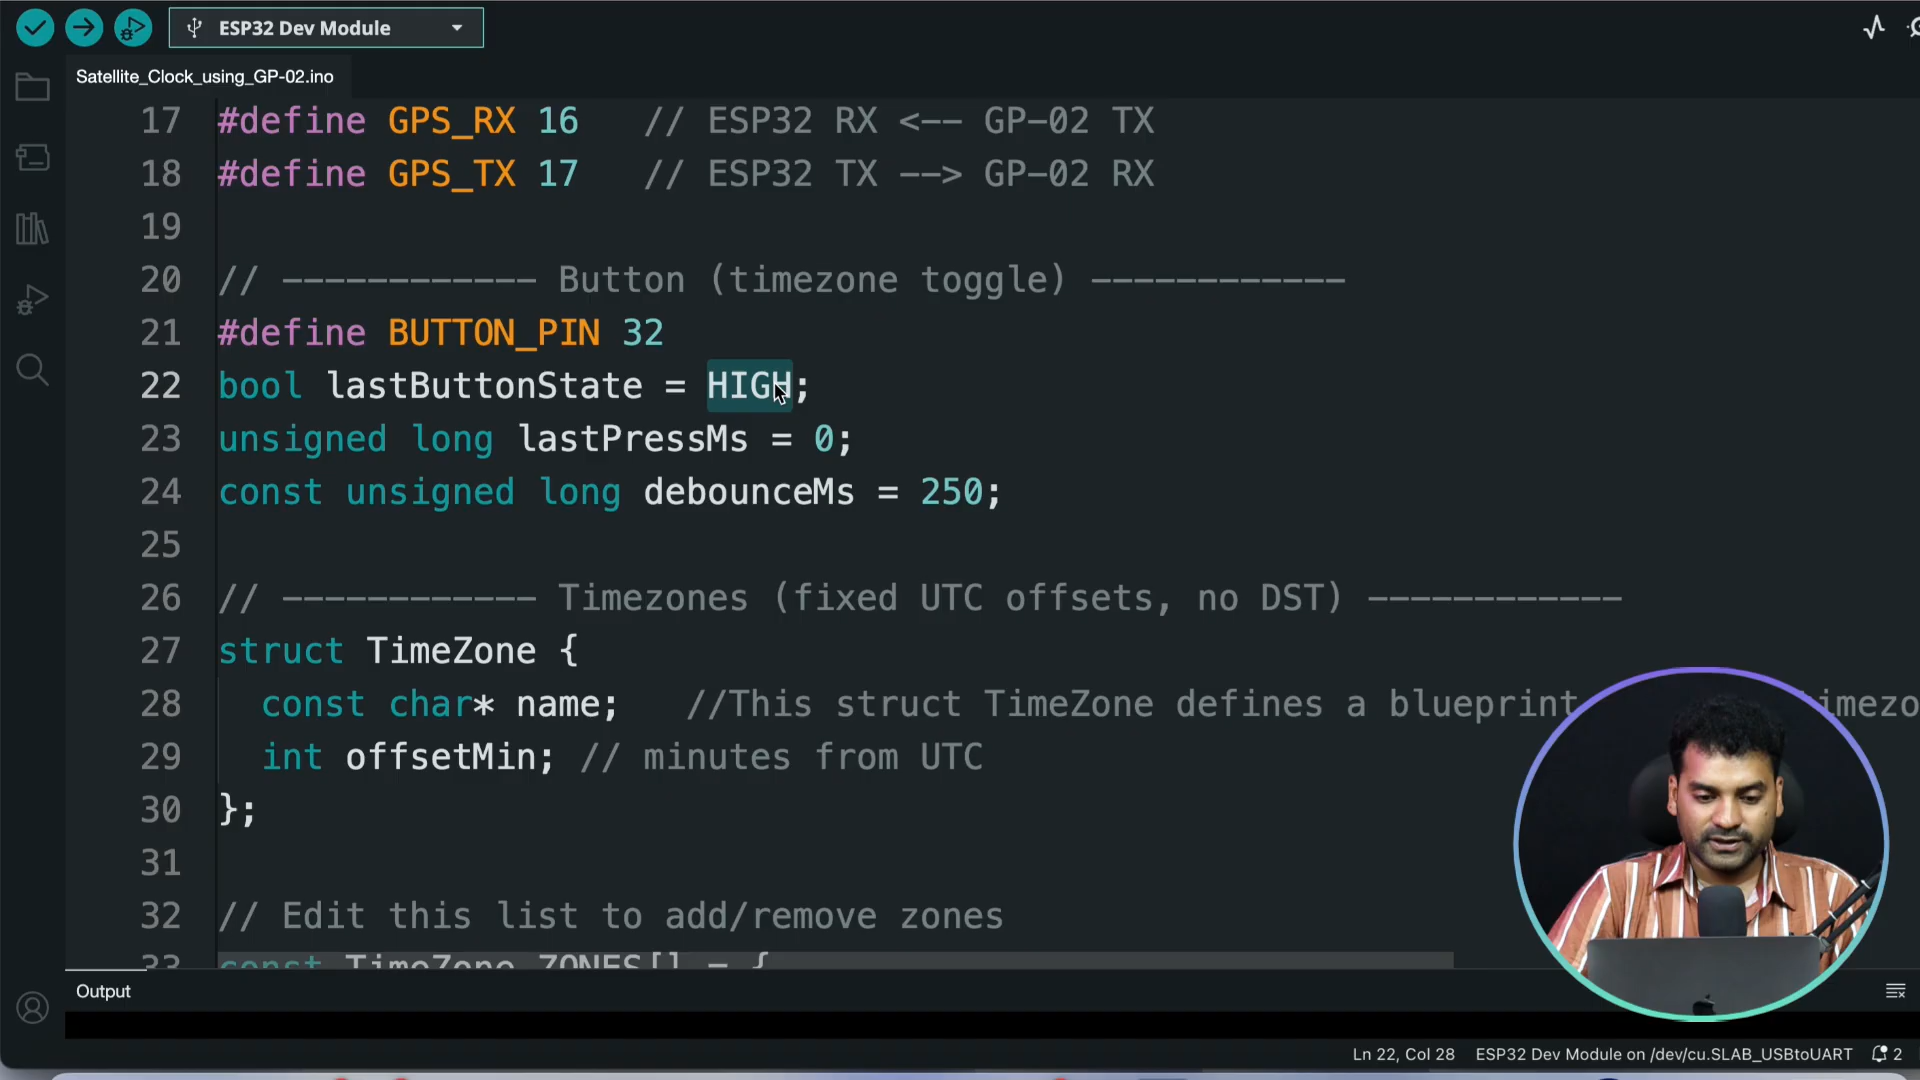 ESP32 Dev Module
Satellite_Clock_using_GP-02.ino
17 #define GPS_RX 16 // ESP32 RX <-- GP-02 TX
18 #define GPS_TX 17 // ESP32 TX --> GP-02 RX
19
20 // ------------ Button (timezone toggle) ------------
21 #define BUTTON_PIN 32
22 bool lastButtonState = HIGH;
23 unsigned long lastPressMs = 0;
24 const unsigned long debounceMs = 250;
25
26 // ------------ Timezones (fixed UTC offsets, no DST) ------------
27 struct TimeZone {
28 const char* name; //This struct TimeZone defines a blueprint
29 int offsetMin; // minutes from UTC
30 };
31
32 // Edit this list to add/remove zones
33 const TimeZone ZONES[] = {
Output
Ln 22, Col 28 ESP32 Dev Module on /dev/cu.SLAB_USBtoUART 2